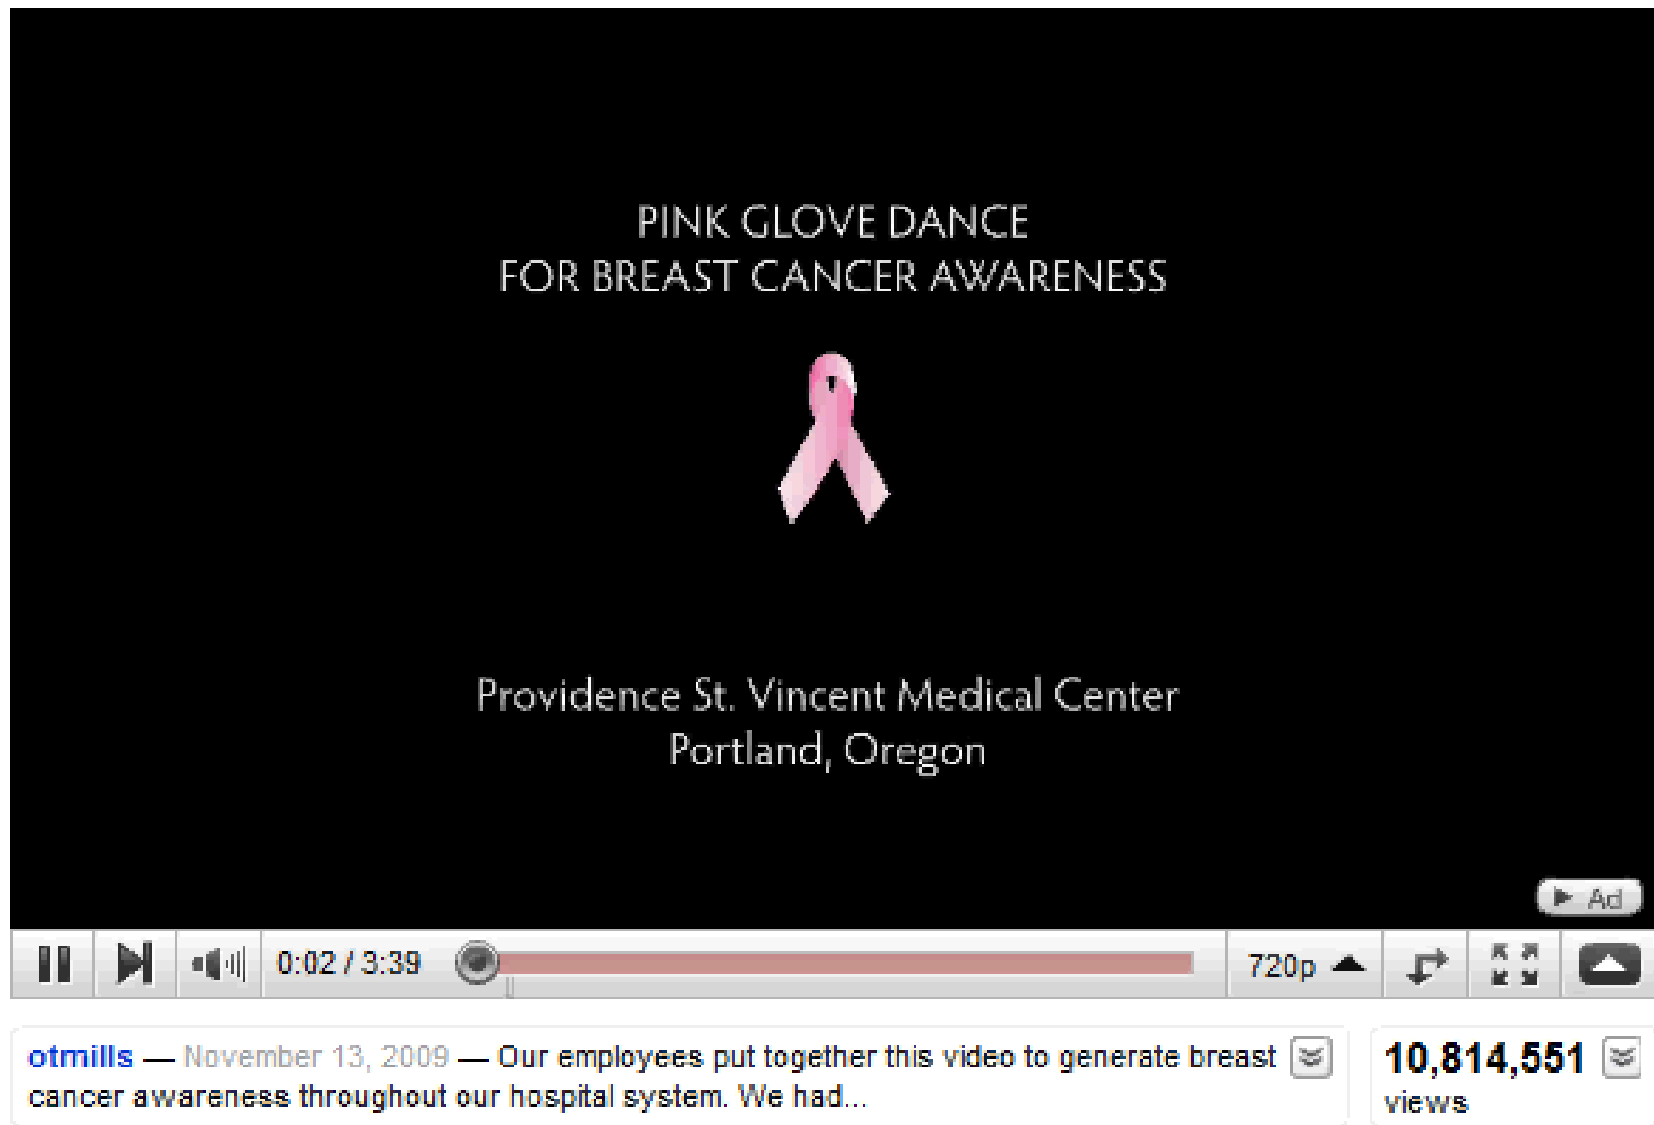 PINK GLOVE DANCE
FOR BREAST CANCER AWARENESS
Providence St. Vincent Medical Center
Portland, Oregon
Ad
0:02 / 3:39
720p
otmills — November 13, 2009 — Our employees put together this video to generate breast
cancer awareness throughout our hospital system. We had...
10,814,551
views